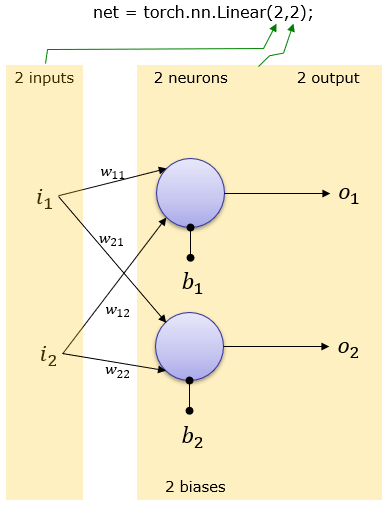 net = torch.nn.Linear(2,2);
2 inputs
2 neurons
2 output
w₁₁
i₁
o₁
w₂₁
b₁
w₁₂
i₂
o₂
w₂₂
b₂
2 biases